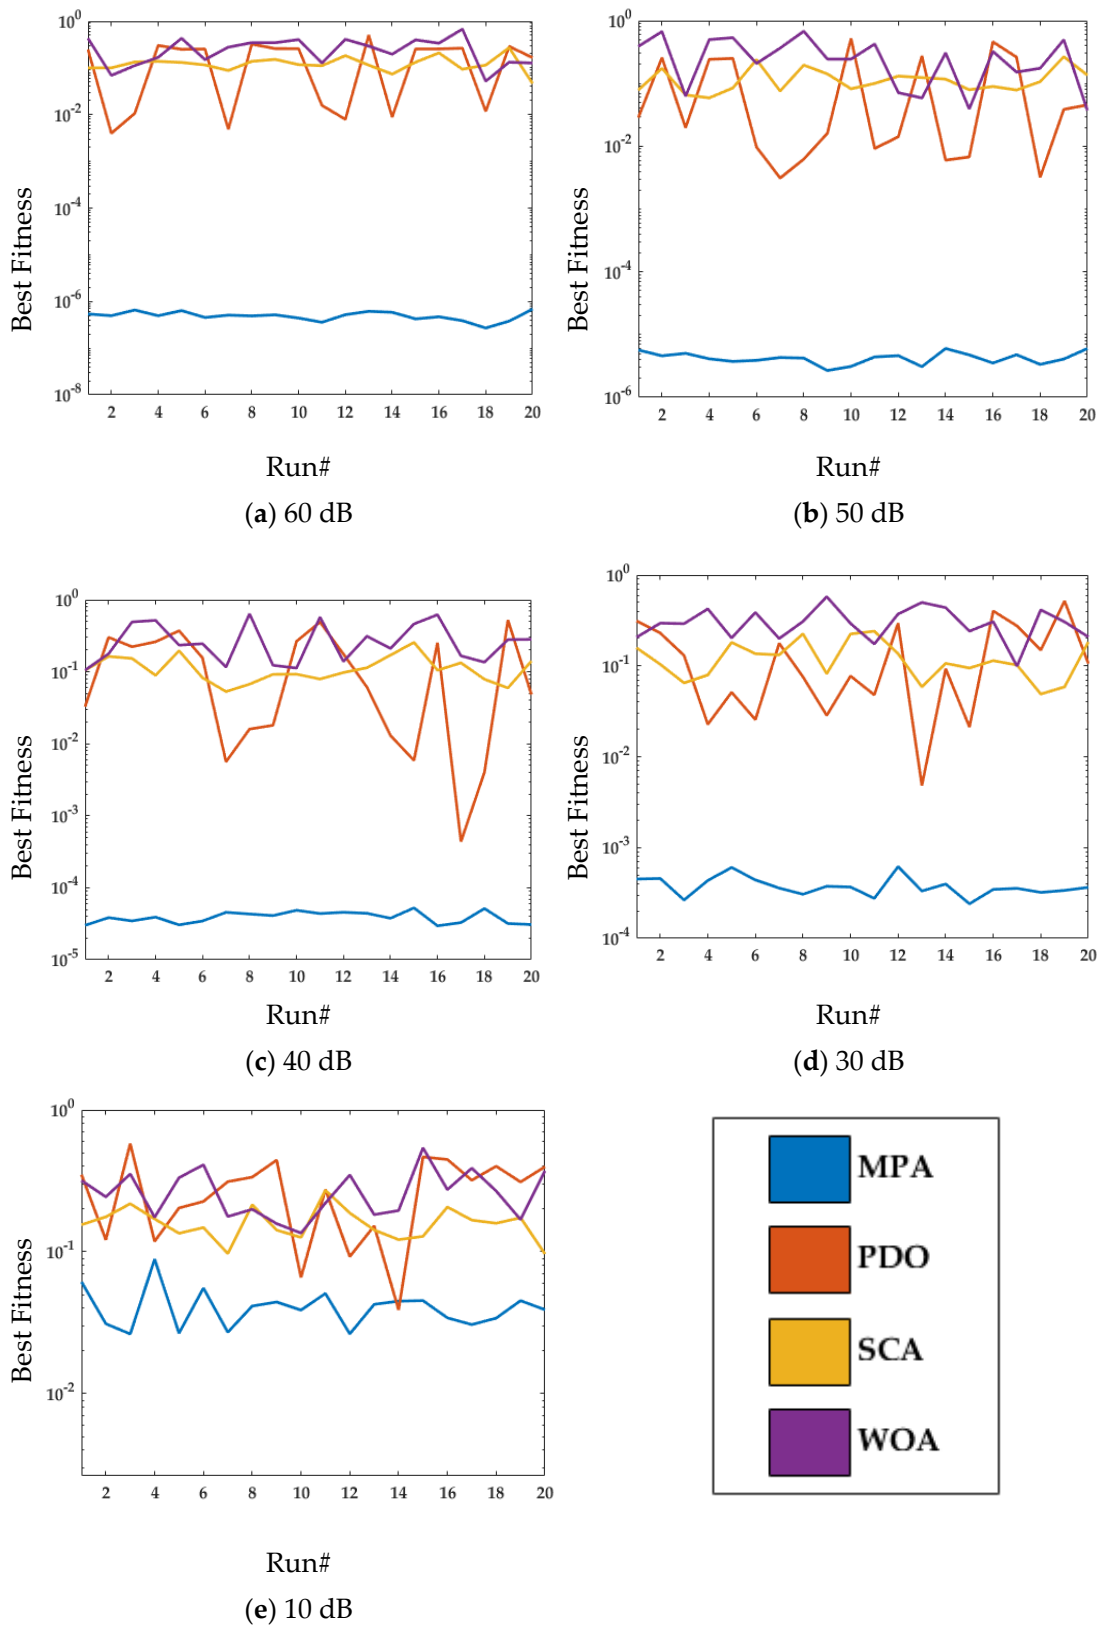 10^0
10^-2
10^-4
10^-6
10^-8
Best Fitness
2 4 6 8 10 12 14 16 18 20
Run#
(a) 60 dB
10^0
10^-2
10^-4
10^-6
Best Fitness
2 4 6 8 10 12 14 16 18 20
Run#
(b) 50 dB
10^0
10^-1
10^-2
10^-3
10^-4
10^-5
Best Fitness
2 4 6 8 10 12 14 16 18 20
Run#
(c) 40 dB
10^0
10^-1
10^-2
10^-3
10^-4
Best Fitness
2 4 6 8 10 12 14 16 18 20
Run#
(d) 30 dB
10^0
10^-1
10^-2
Best Fitness
2 4 6 8 10 12 14 16 18 20
Run#
(e) 10 dB
MPA
PDO
SCA
WOA